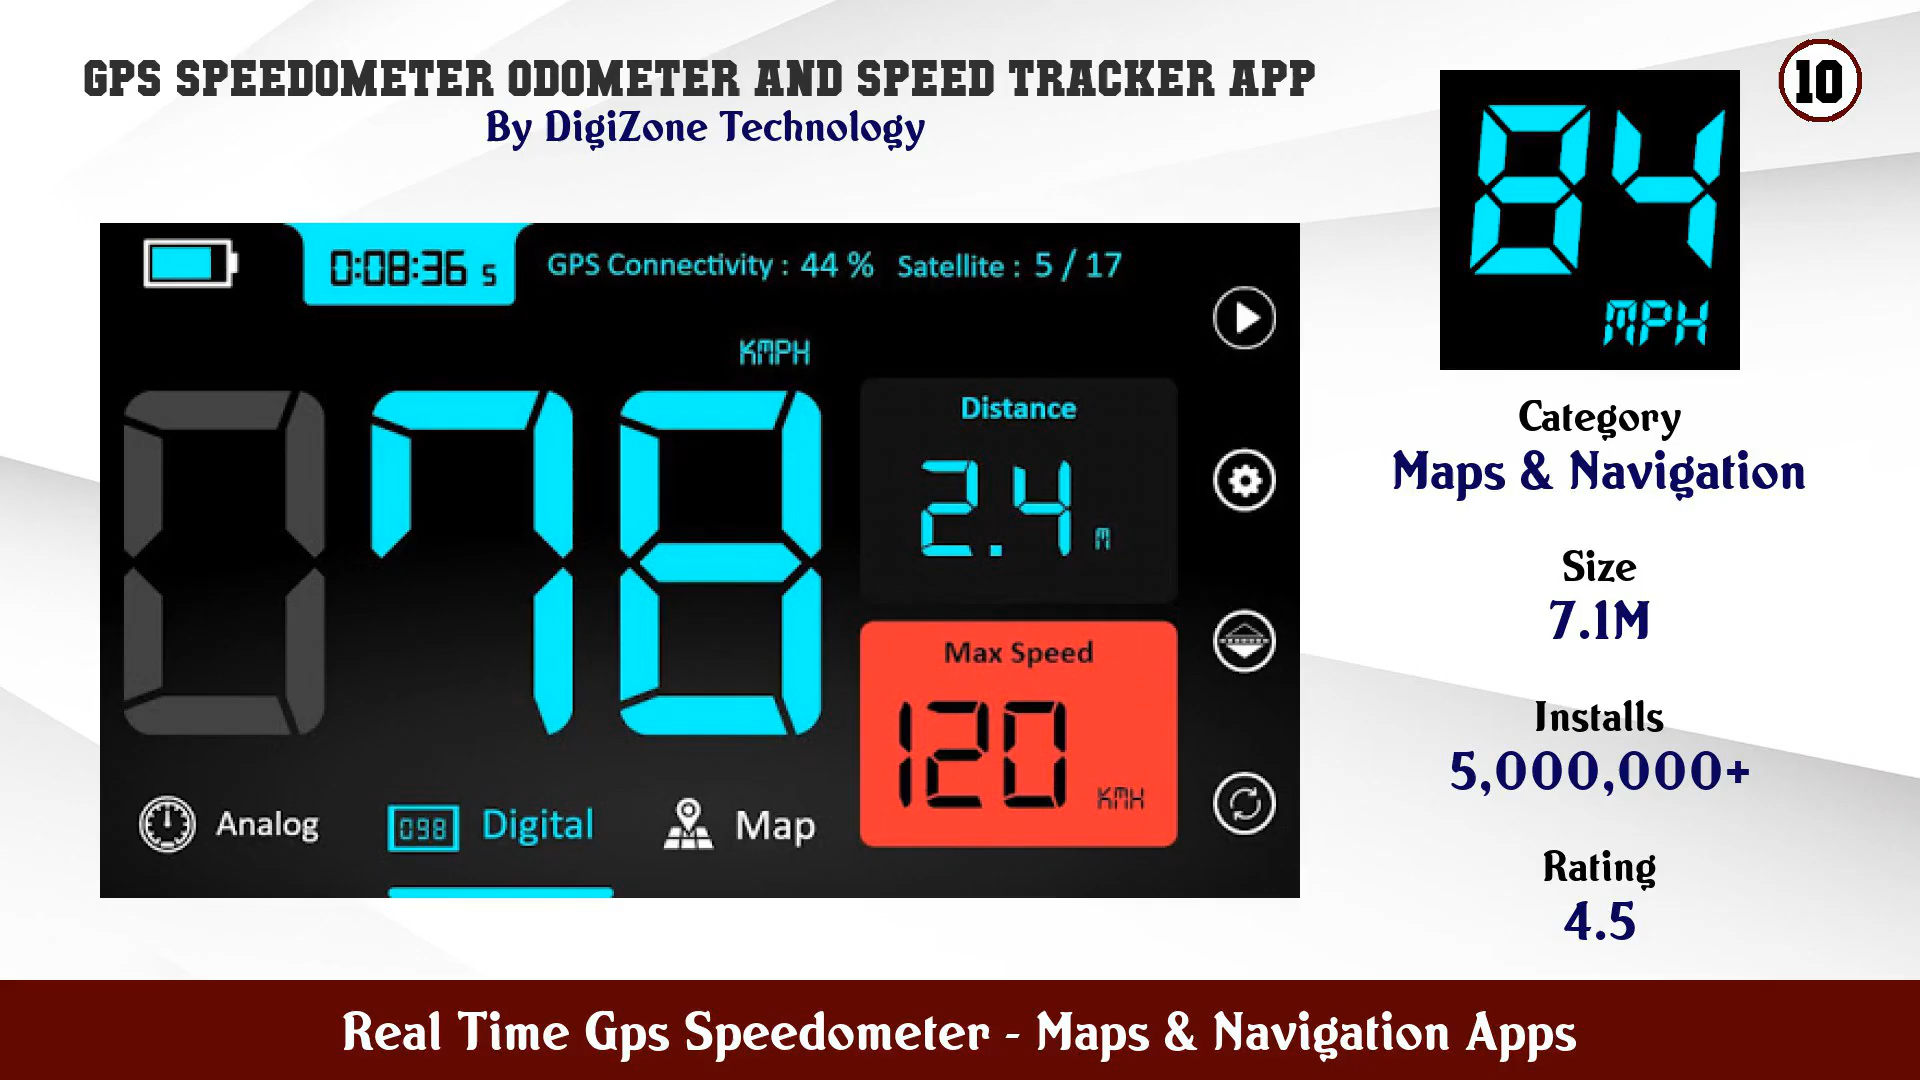 GPS SPEEDOMETER ODOMETER AND SPEED TRACKER APP
By DigiZone Technology
10
84
MPH
0:08:36 s
GPS Connectivity : 44 % Satellite : 5 / 17
KMPH
078
Distance
2.4 M
Max Speed
120 KMH
Analog
098 Digital
Map
Category
Maps & Navigation
Size
7.1M
Installs
5,000,000+
Rating
4.5
Real Time Gps Speedometer - Maps & Navigation Apps